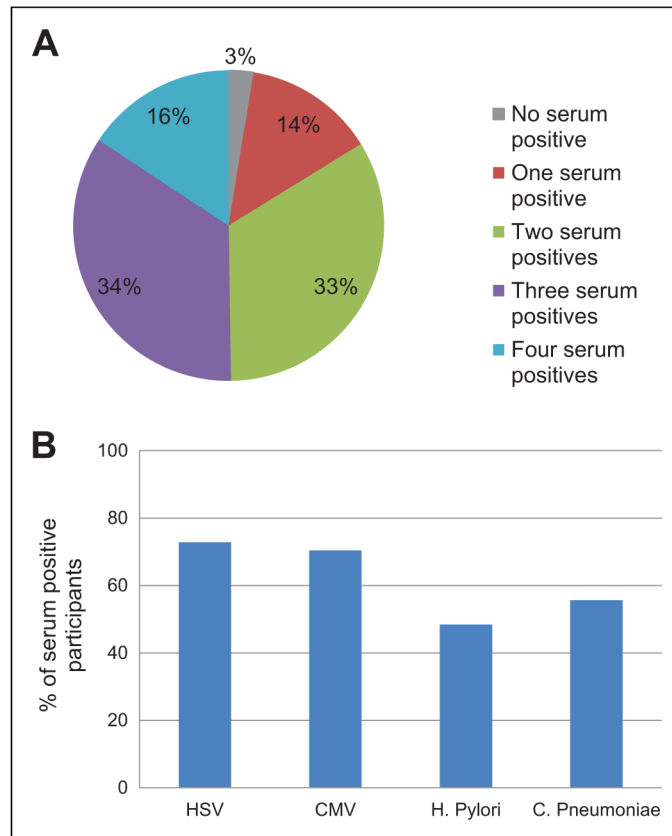 A
3%
14%
16%
33%
34%
No serum
positive
One serum
positive
Two serum
positives
Three serum
positives
Four serum
positives
B
% of serum positive
participants
100
80
60
40
20
0
HSV
CMV
H. Pylori
C. Pneumoniae